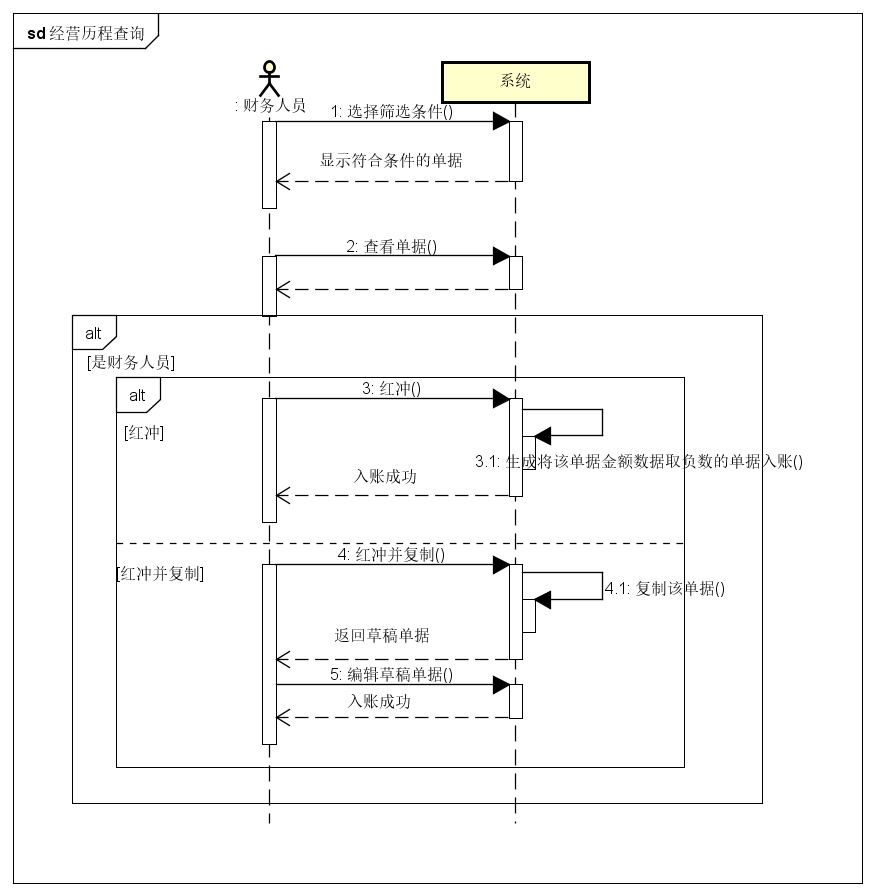 sd 经营历程查询
系统
: 财务人员
1: 选择筛选条件()
显示符合条件的单据
2: 查看单据()
alt
[是财务人员]
alt
3: 红冲()
[红冲]
3.1: 生成将该单据金额数据取负数的单据入账()
入账成功
4: 红冲并复制()
[红冲并复制]
4.1: 复制该单据()
返回草稿单据
5: 编辑草稿单据()
入账成功